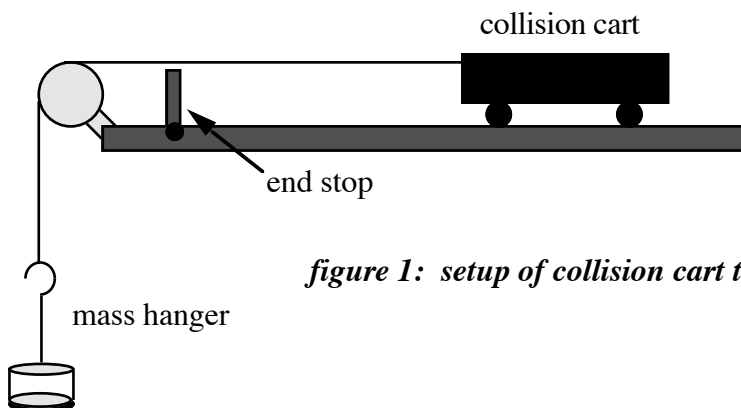 collision cart
end stop
figure 1: setup of collision cart t
mass hanger